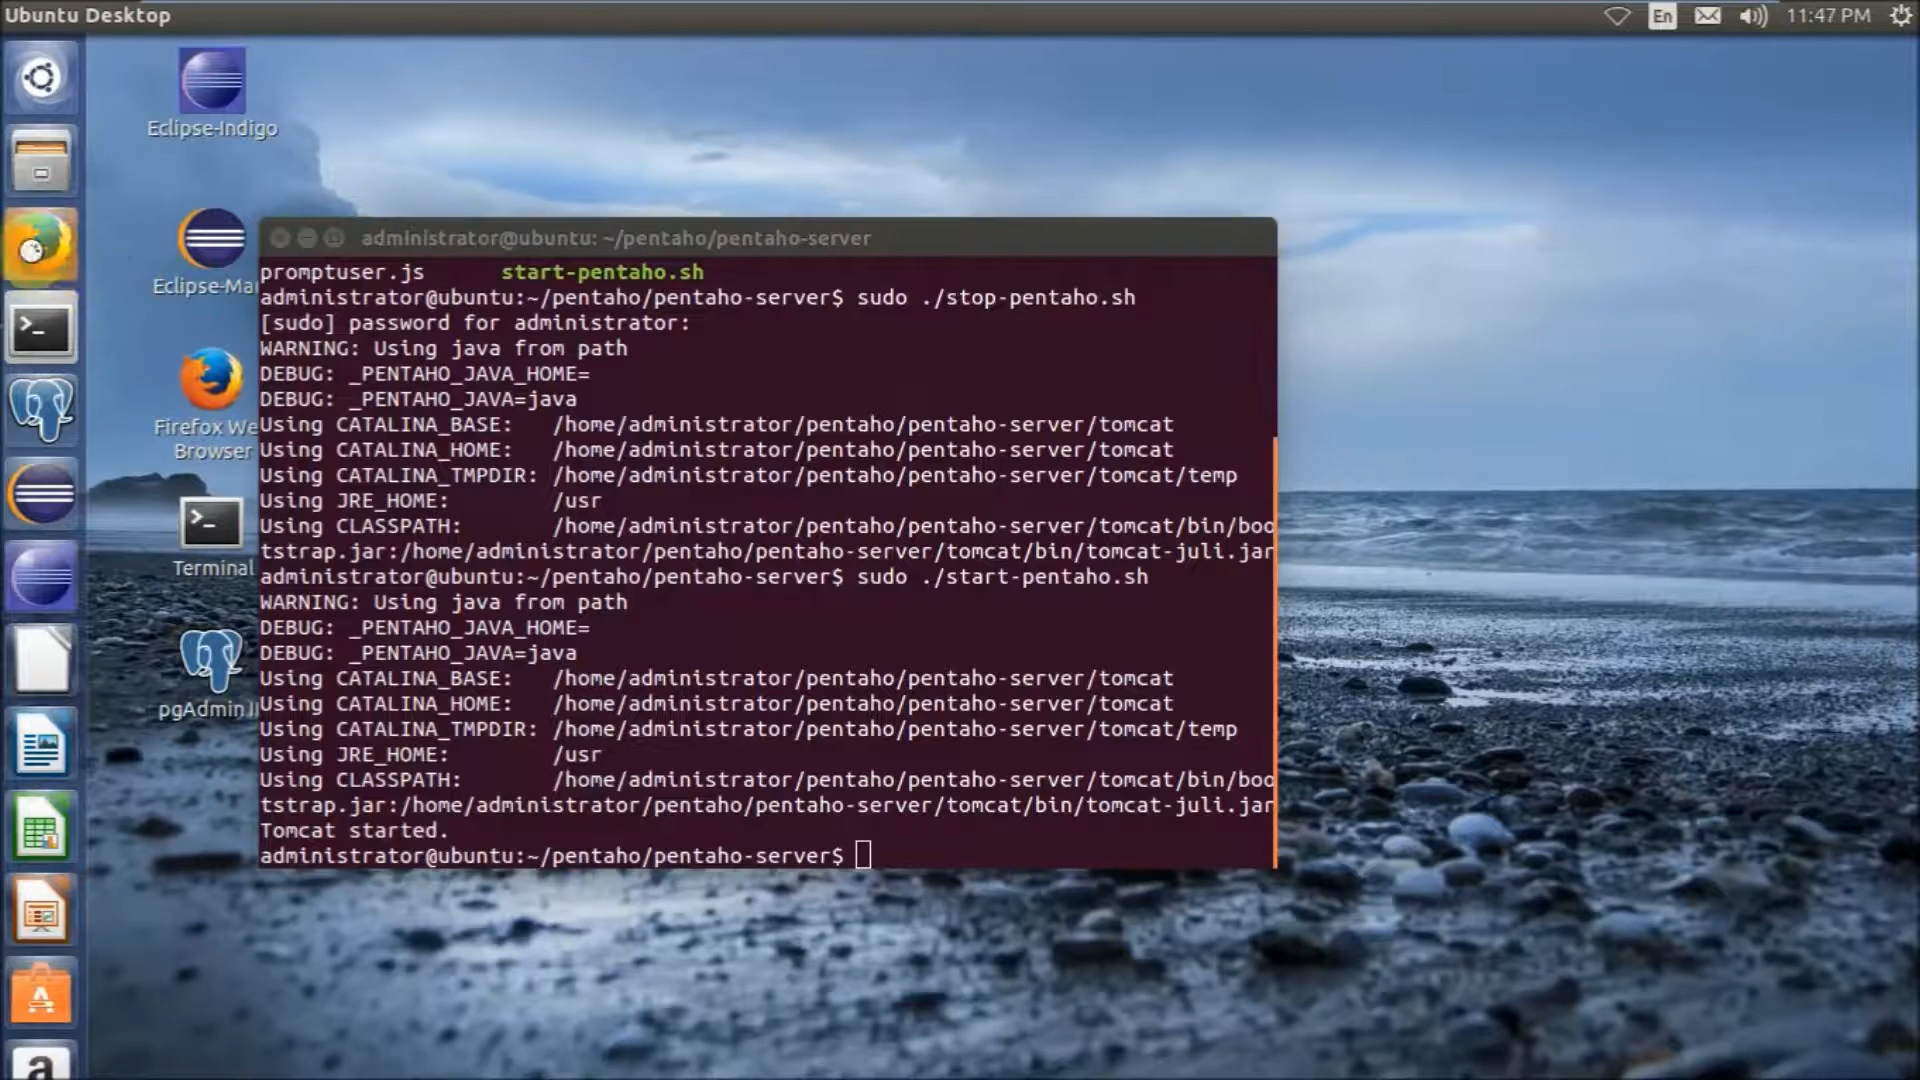 Ubuntu Desktop
En
11:47 PM
Eclipse-Indigo
Eclipse-Mar
Firefox We
Browser
Terminal
pgAdmin
administrator@ubuntu: ~/pentaho/pentaho-server
promptuser.js start-pentaho.sh
administrator@ubuntu:~/pentaho/pentaho-server$ sudo ./stop-pentaho.sh
[sudo] password for administrator:
WARNING: Using java from path
DEBUG: _PENTAHO_JAVA_HOME=
DEBUG: _PENTAHO_JAVA=java
Using CATALINA_BASE: /home/administrator/pentaho/pentaho-server/tomcat
Using CATALINA_HOME: /home/administrator/pentaho/pentaho-server/tomcat
Using CATALINA_TMPDIR: /home/administrator/pentaho/pentaho-server/tomcat/temp
Using JRE_HOME: /usr
Using CLASSPATH: /home/administrator/pentaho/pentaho-server/tomcat/bin/boo
tstrap.jar:/home/administrator/pentaho/pentaho-server/tomcat/bin/tomcat-juli.jar
administrator@ubuntu:~/pentaho/pentaho-server$ sudo ./start-pentaho.sh
WARNING: Using java from path
DEBUG: _PENTAHO_JAVA_HOME=
DEBUG: _PENTAHO_JAVA=java
Using CATALINA_BASE: /home/administrator/pentaho/pentaho-server/tomcat
Using CATALINA_HOME: /home/administrator/pentaho/pentaho-server/tomcat
Using CATALINA_TMPDIR: /home/administrator/pentaho/pentaho-server/tomcat/temp
Using JRE_HOME: /usr
Using CLASSPATH: /home/administrator/pentaho/pentaho-server/tomcat/bin/boo
tstrap.jar:/home/administrator/pentaho/pentaho-server/tomcat/bin/tomcat-juli.jar
Tomcat started.
administrator@ubuntu:~/pentaho/pentaho-server$